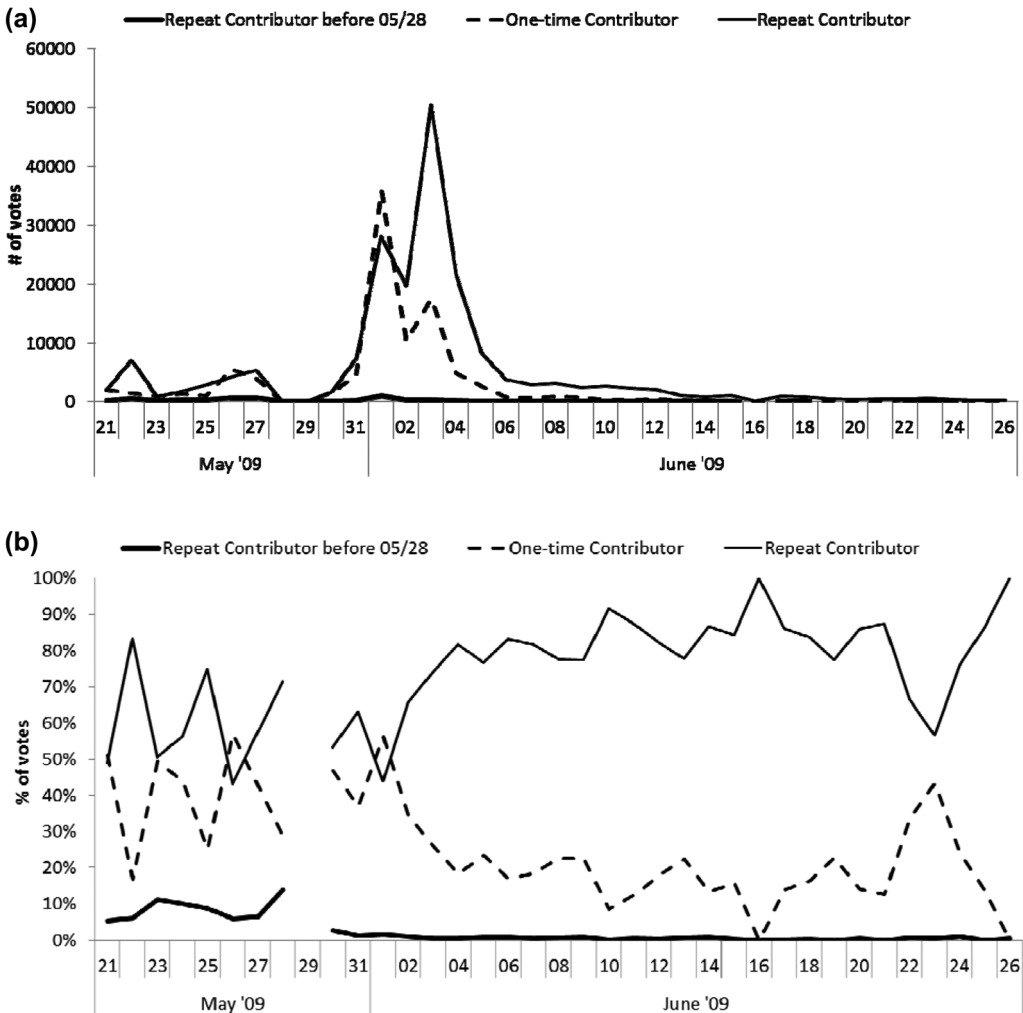 (a)
Repeat Contributor before 05/28 One-time Contributor Repeat Contributor
60000
50000
40000
30000
20000
10000
0
# of votes
21 23 25 27 29 31 02 04 06 08 10 12 14 16 18 20 22 24 26
May '09 June '09
(b)
Repeat Contributor before 05/28 One-time Contributor Repeat Contributor
100%
90%
80%
70%
60%
50%
40%
30%
20%
10%
0%
% of votes
21 23 25 27 29 31 02 04 06 08 10 12 14 16 18 20 22 24 26
May '09 June '09